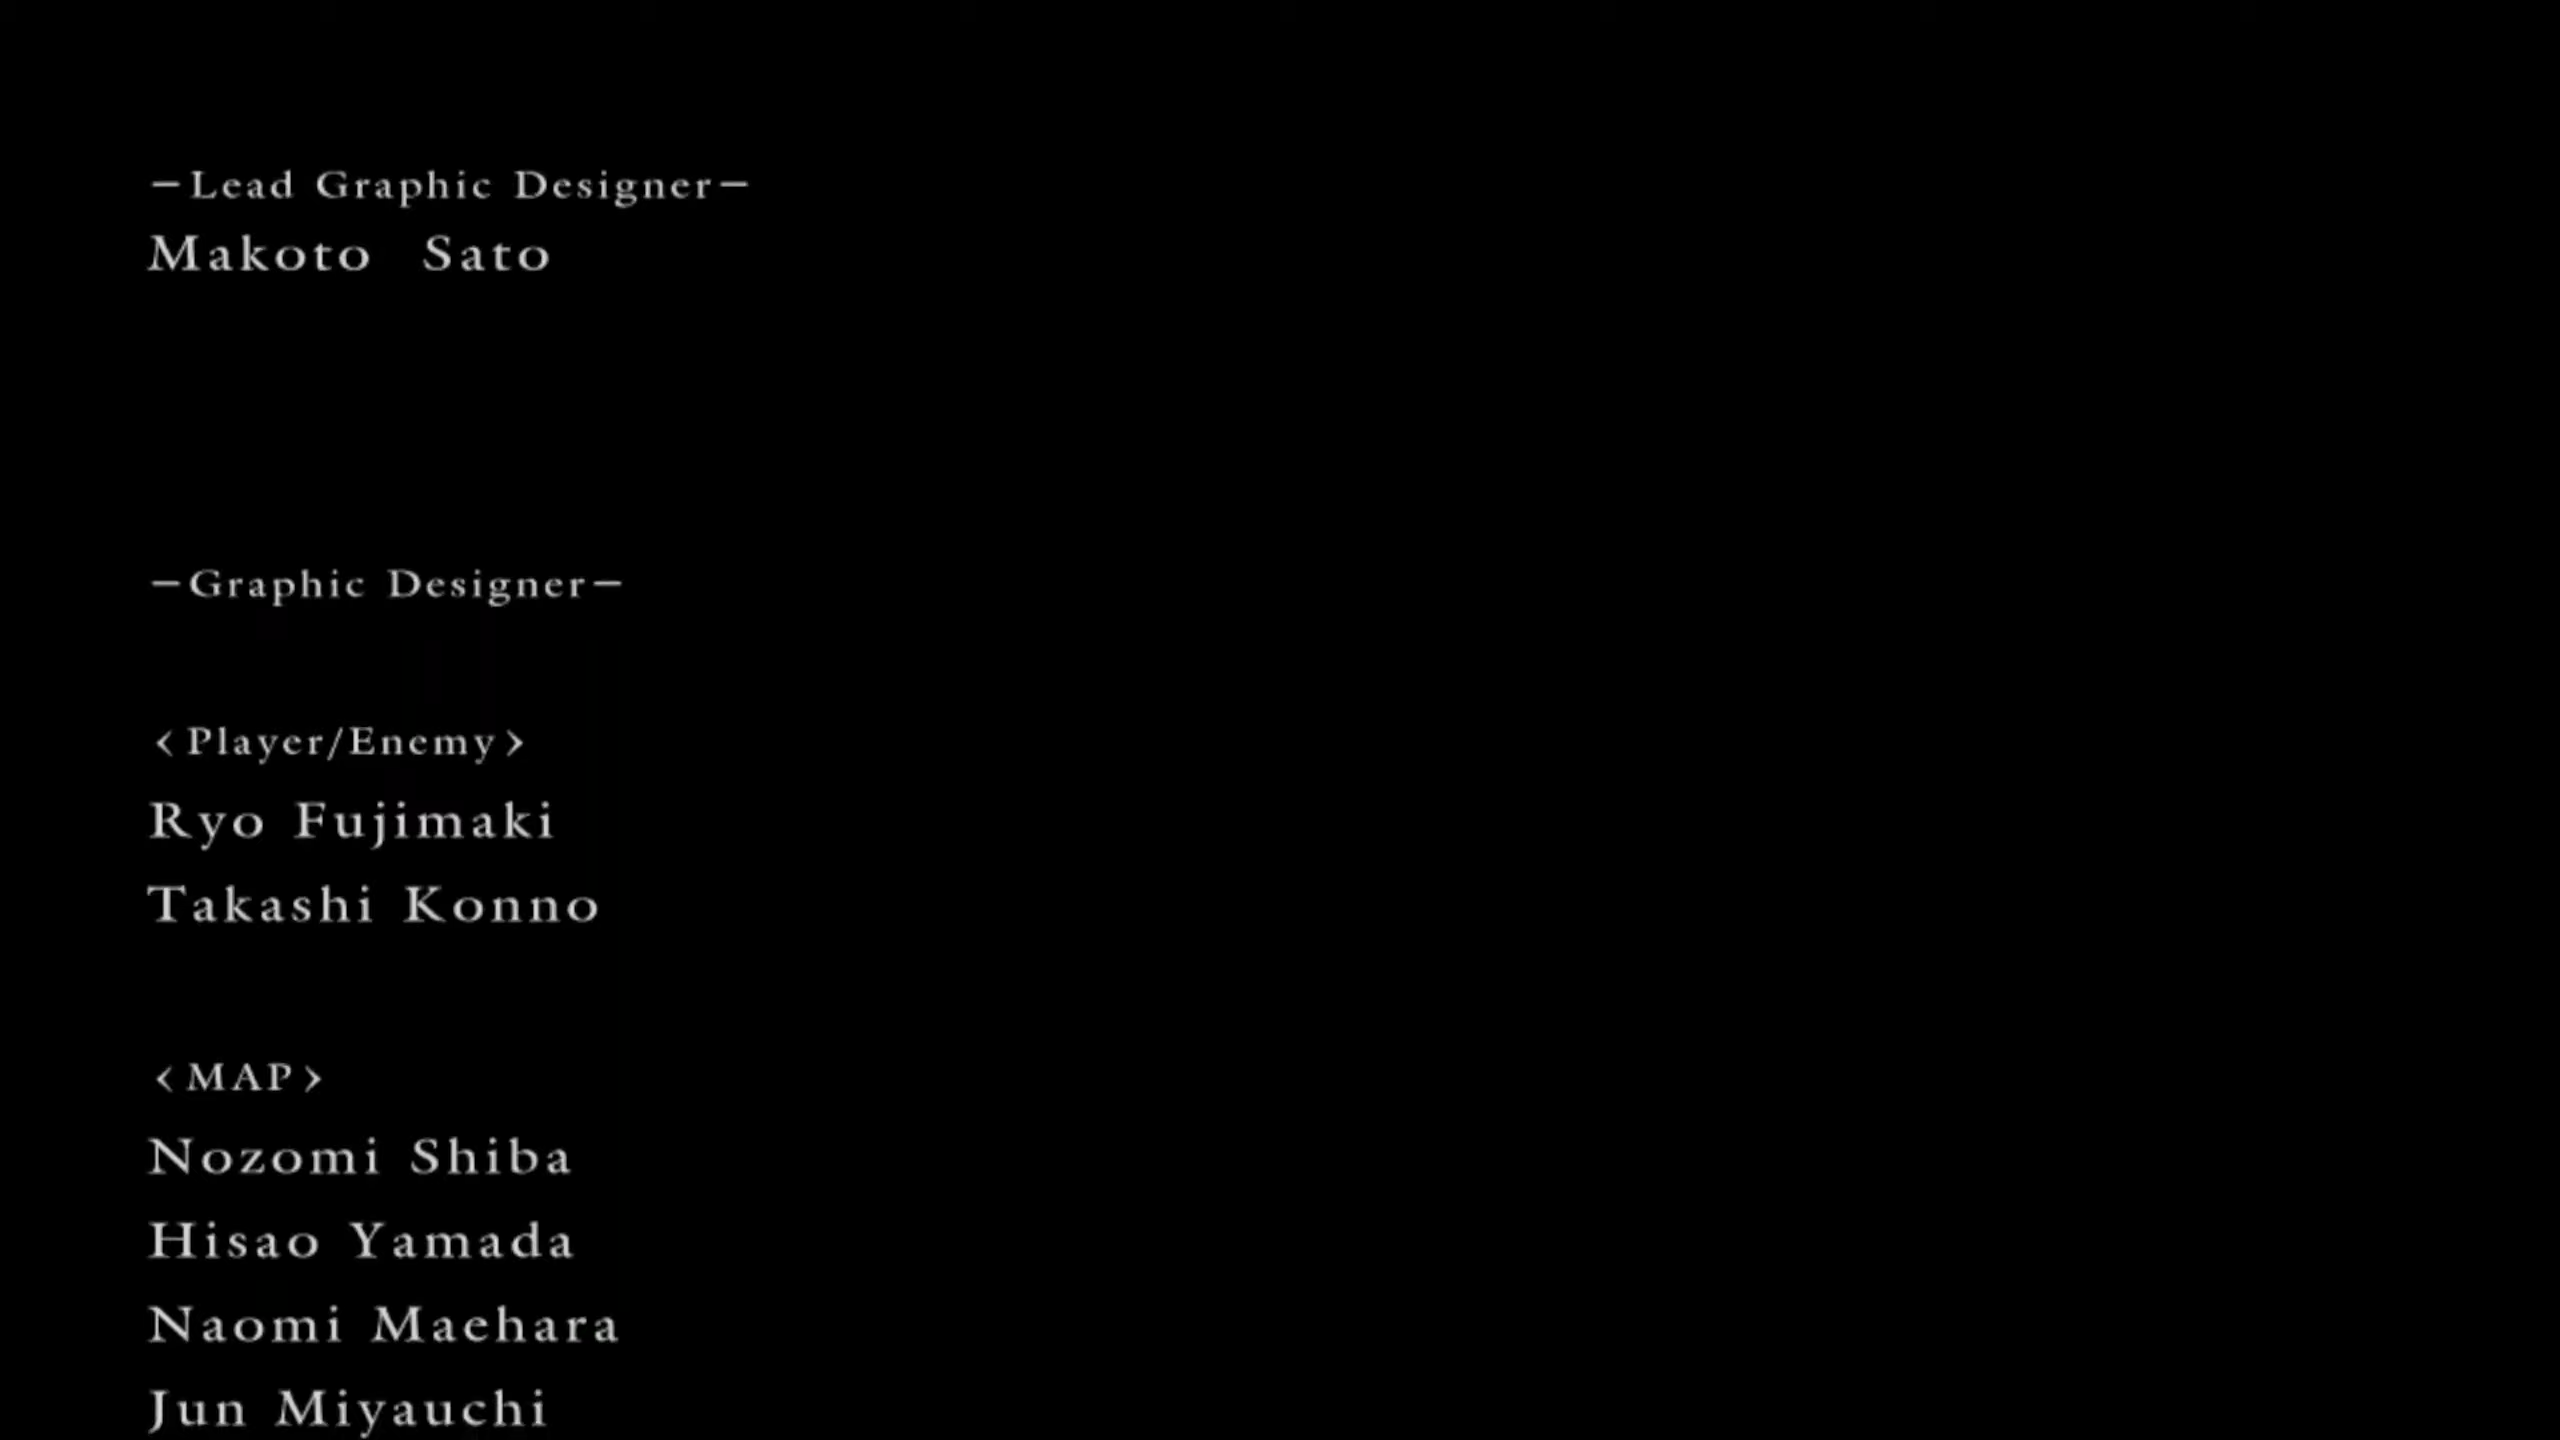 —Lead Graphic Designer—
Makoto Sato
—Graphic Designer—
<Player/Enemy>
Ryo Fujimaki
Takashi Konno
<MAP>
Nozomi Shiba
Hisao Yamada
Naomi Maehara
Jun Miyauchi